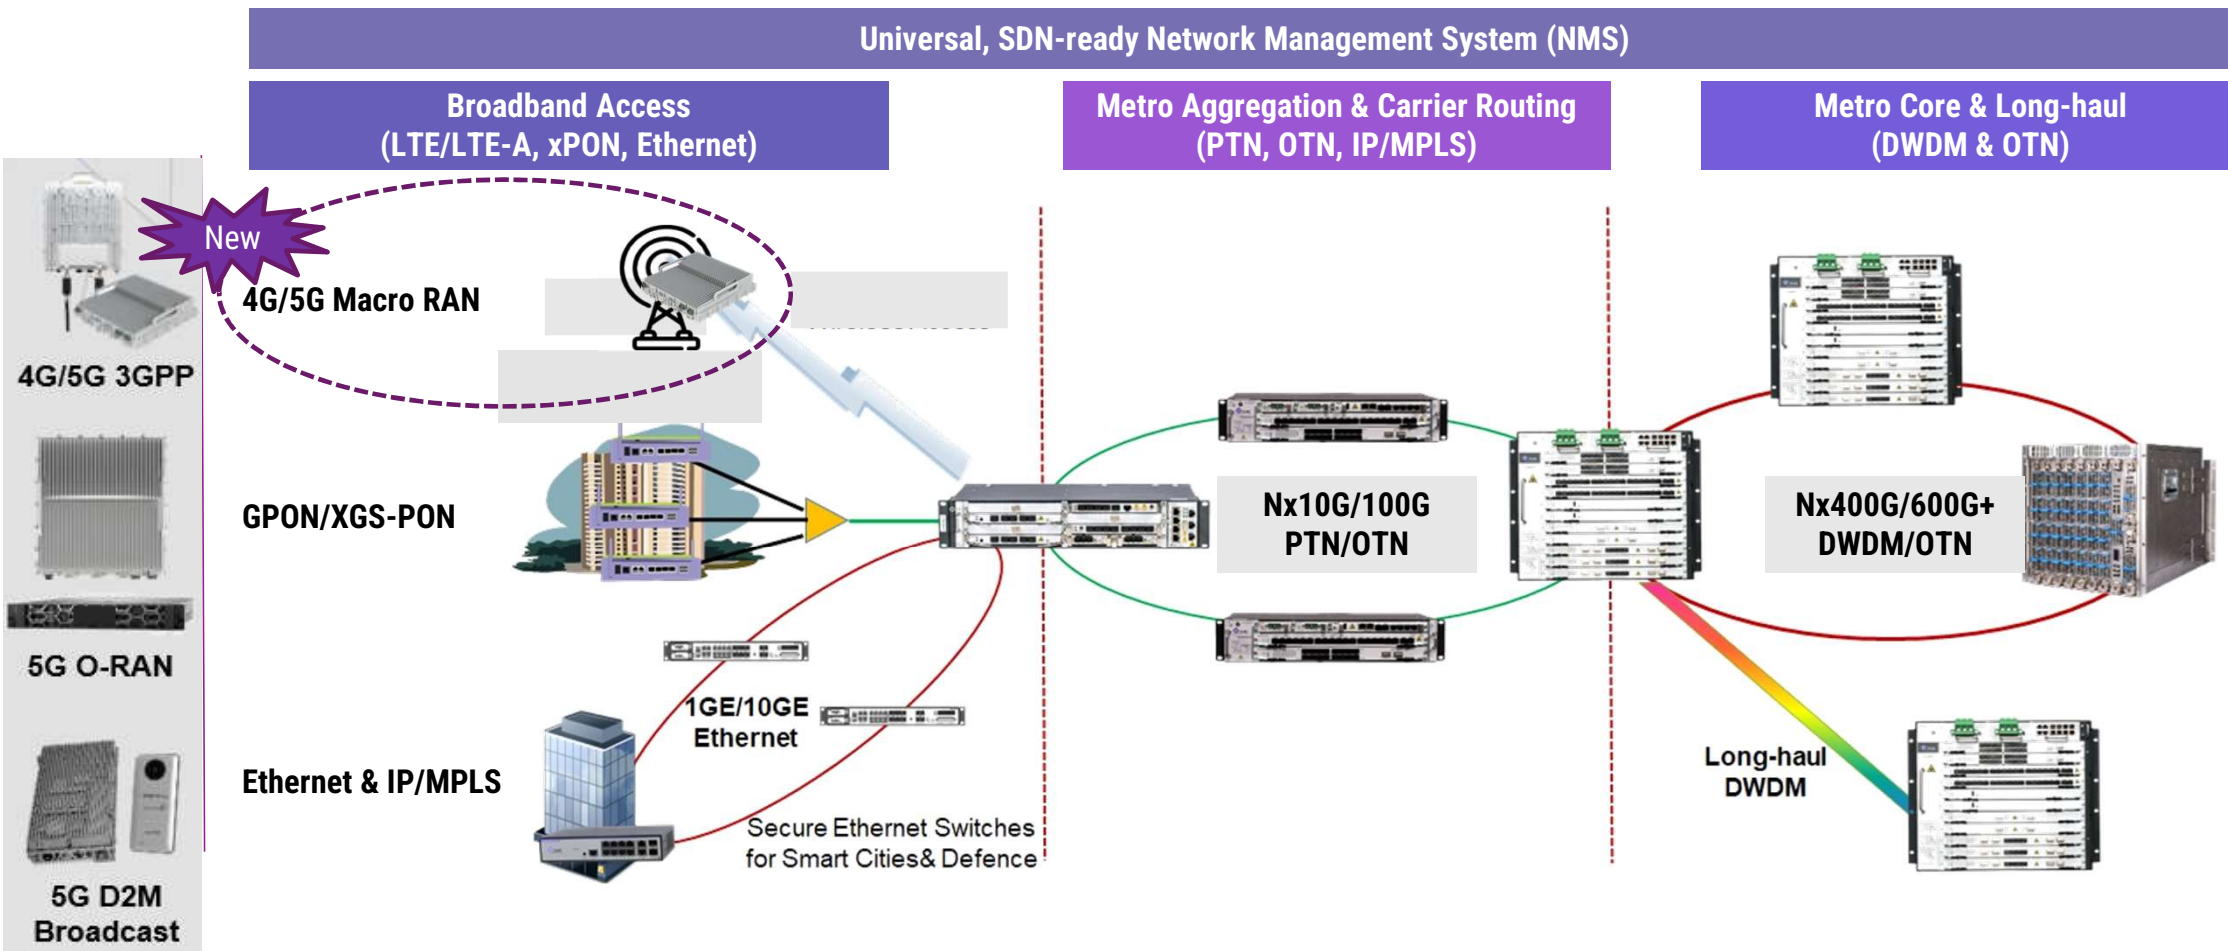 Universal, SDN-ready Network Management System (NMS)
Broadband Access
(LTE/LTE-A, xPON, Ethernet)
Metro Aggregation & Carrier Routing
(PTN, OTN, IP/MPLS)
Metro Core & Long-haul
(DWDM & OTN)
New
4G/5G Macro RAN
4G/5G 3GPP
GPON/XGS-PON
Nx10G/100G
PTN/OTN
Nx400G/600G+
DWDM/OTN
5G O-RAN
1GE/10GE
Ethernet
Ethernet & IP/MPLS
Long-haul
DWDM
Secure Ethernet Switches
for Smart Cities& Defence
5G D2M
Broadcast